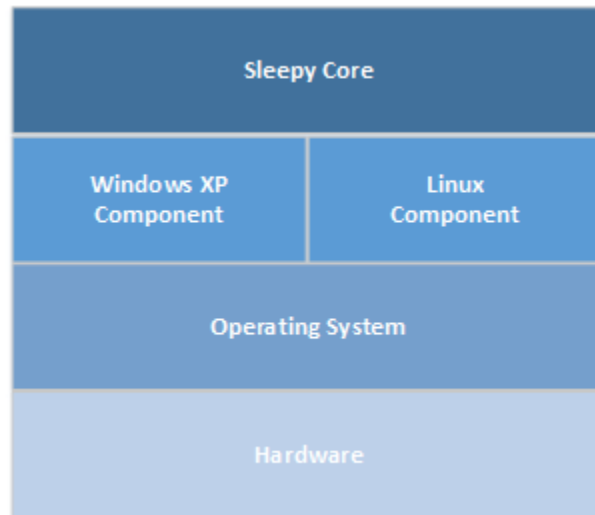 Sleepy Core
Windows XP
Component
Linux
Component
Operating System
Hardware